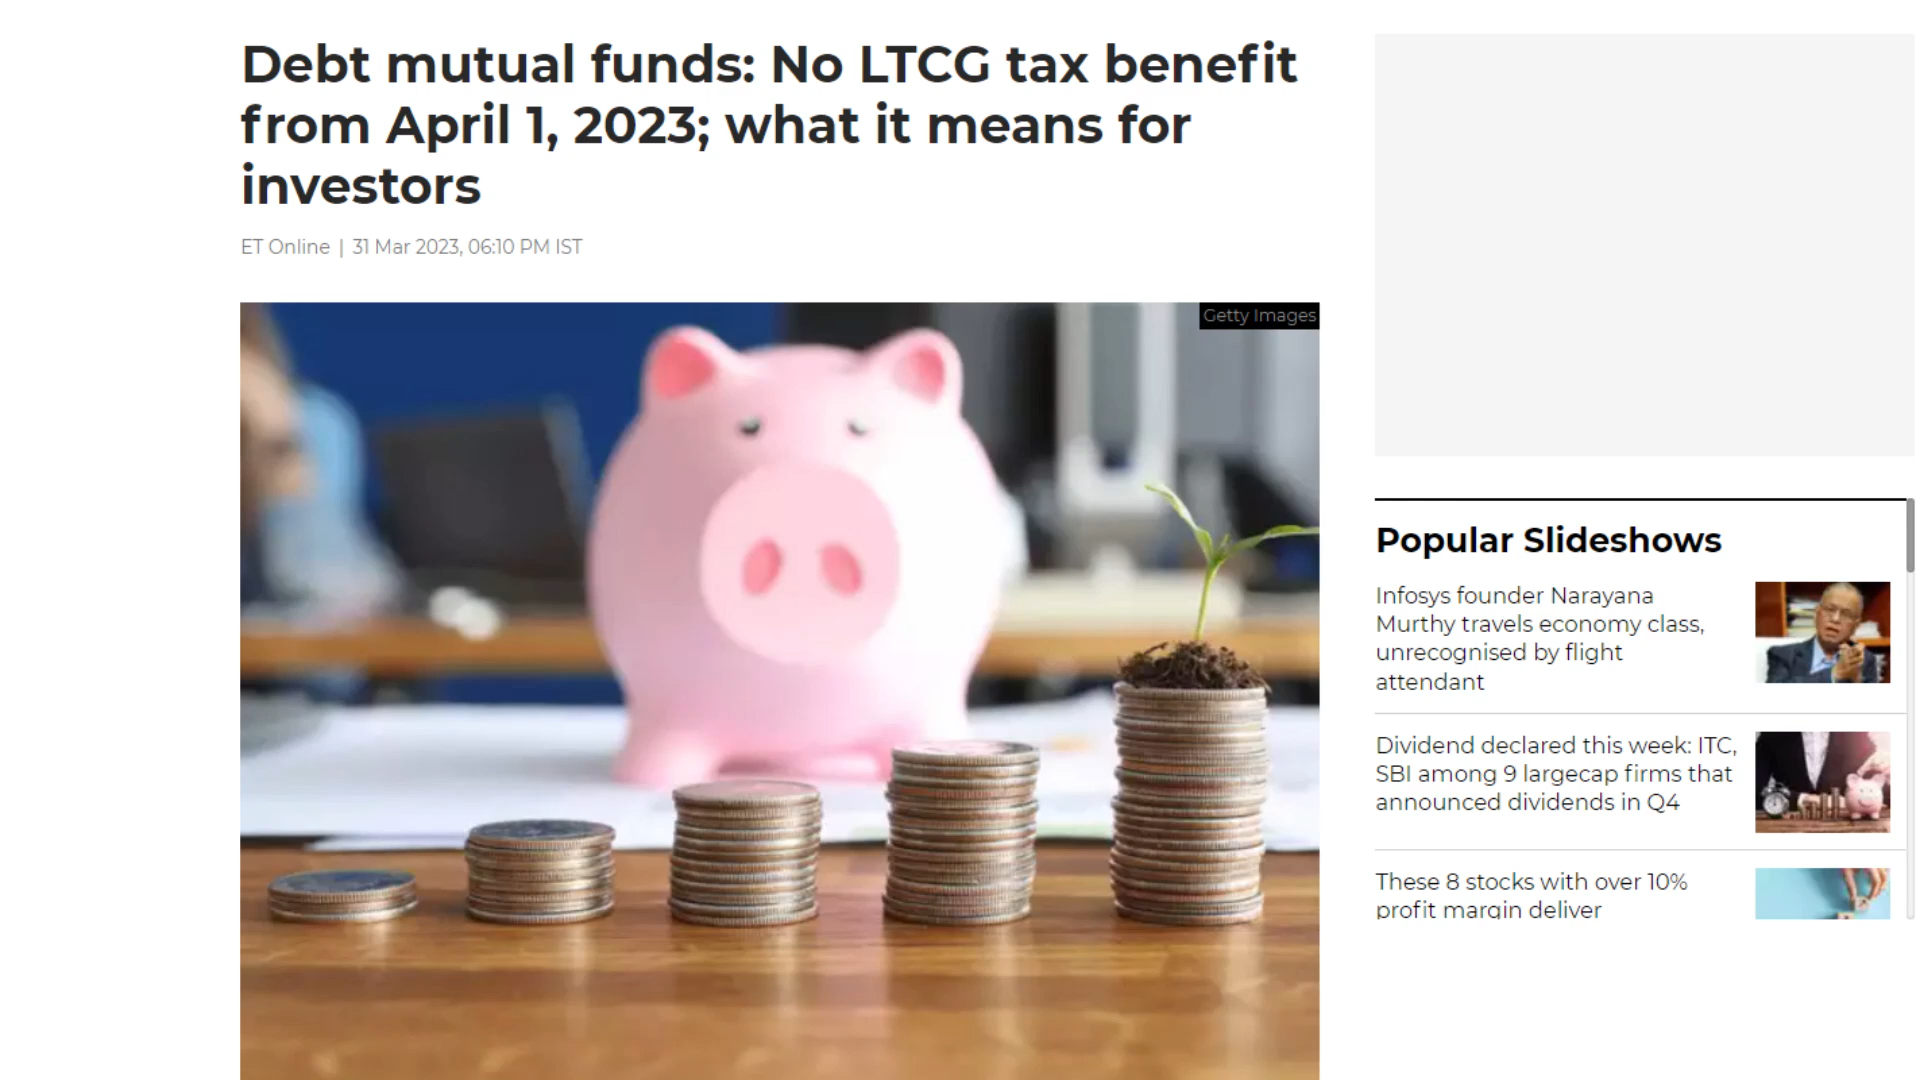 Debt mutual funds: No LTCG tax benefit
from April 1, 2023; what it means for
investors
ET Online | 31 Mar 2023, 06:10 PM IST
Getty Images
Popular Slideshows
Infosys founder Narayana
Murthy travels economy class,
unrecognised by flight
attendant
Dividend declared this week: ITC,
SBI among 9 largecap firms that
announced dividends in Q4
These 8 stocks with over 10%
profit margin deliver